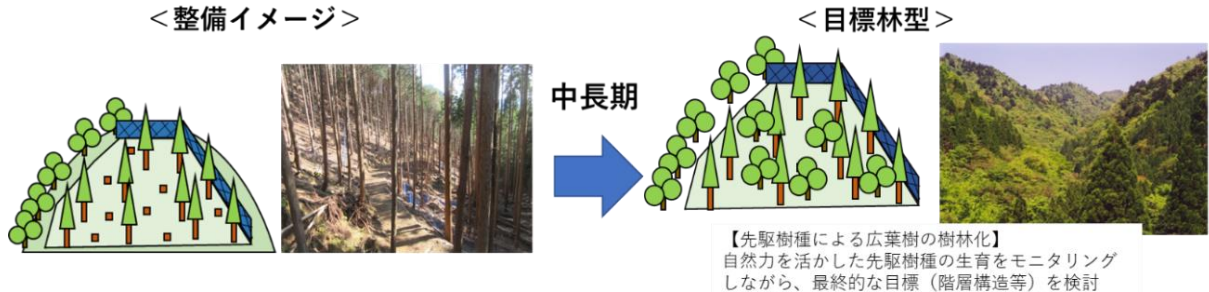 ＜整備イメージ＞
＜目標林型＞
中長期
【先駆樹種による広葉樹の樹林化】
自然力を活かした先駆樹種の生育をモニタリング
しながら、最終的な目標（階層構造等）を検討